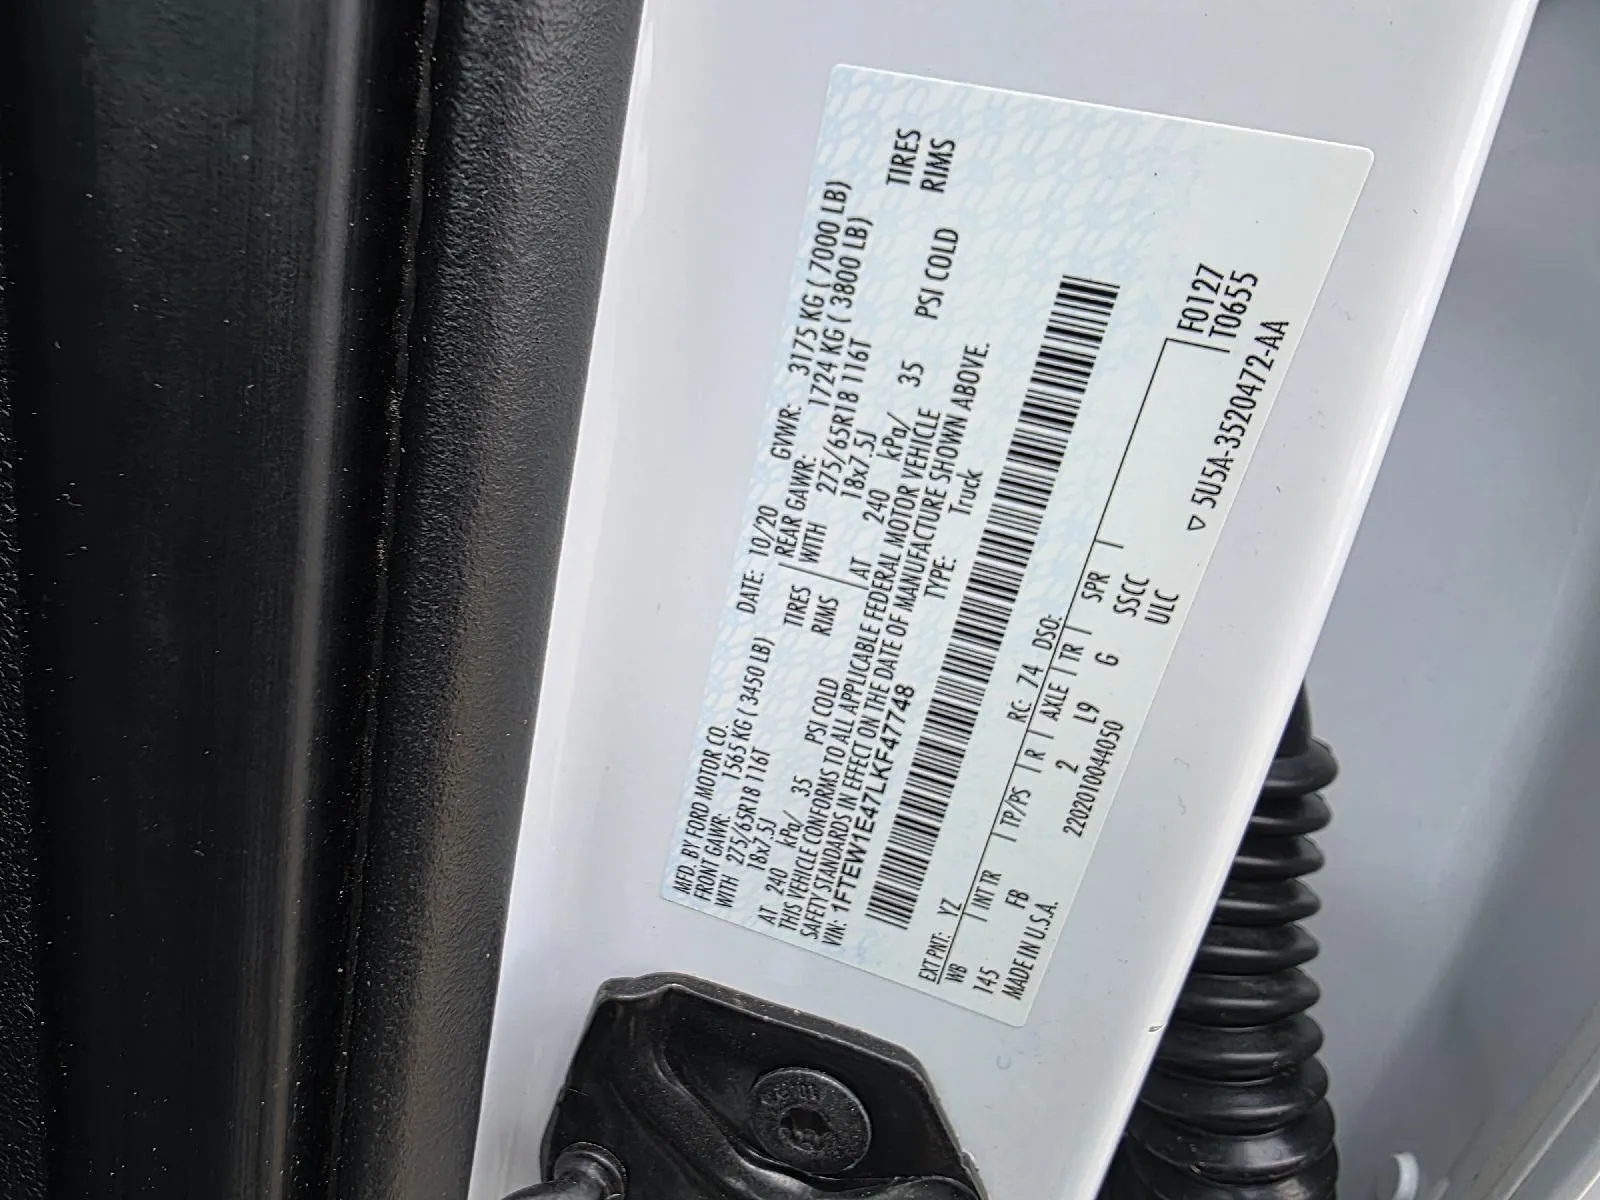 MFD. BY FORD MOTOR CO.
DATE: 10/20 GVWR: 3175 KG ( 7000 LB)
FRONT GAWR: 1565 KG ( 3450 LB) REAR GAWR: 1724 KG ( 3800 LB)
WITH 275/65R18 116T TIRES WITH 275/65R18 116T TIRES
18x7.5J RIMS 18x7.5J RIMS
AT 240 kPa/ 35 PSI COLD AT 240 kPa/ 35 PSI COLD
THIS VEHICLE CONFORMS TO ALL APPLICABLE FEDERAL MOTOR VEHICLE
SAFETY STANDARDS IN EFFECT ON THE DATE OF MANUFACTURE SHOWN ABOVE.
VIN: 1FTEW1E47LKF47748 TYPE: Truck
EXT PNT: YZ RC: 74 DSO: F0127
WB INT TR TP/PS R AXLE TR SPR T0655
145 FB 2 L9 G SSCC
MADE IN U.S.A. 2202010044050 ULC
▽ 5U5A-3520472-AA